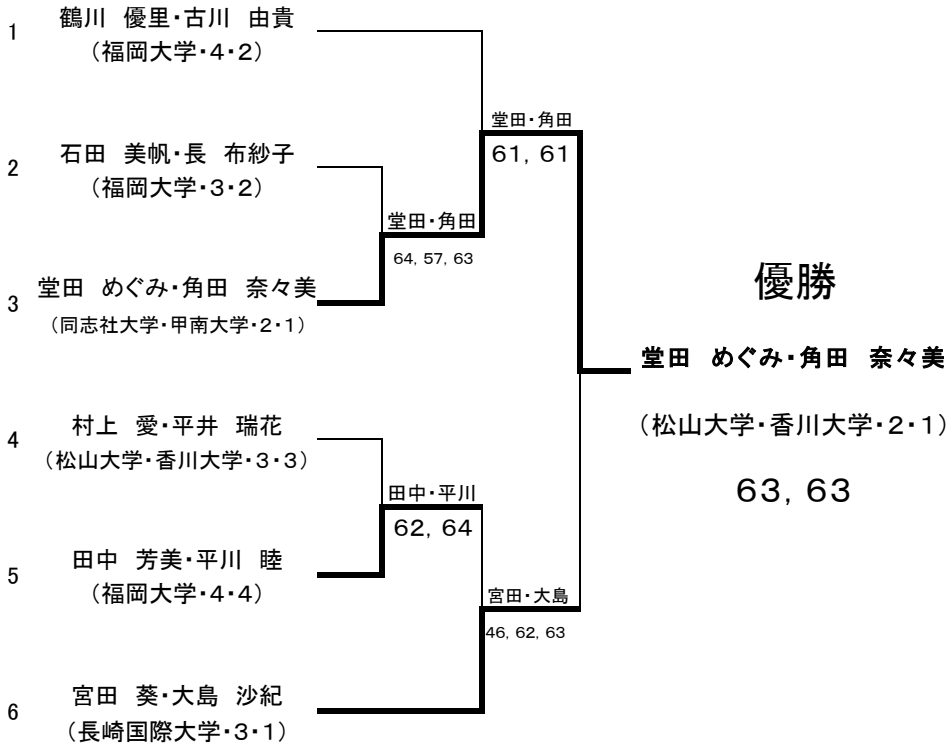 1
鶴川 優里・古川 由貴
（福岡大学・4・2）
2
石田 美帆・長 布紗子
（福岡大学・3・2）
3
堂田 めぐみ・角田 奈々美
（同志社大学・甲南大学・2・1）
4
村上 愛・平井 瑞花
（松山大学・香川大学・3・3）
5
田中 芳美・平川 睦
（福岡大学・4・4）
6
宮田 葵・大島 沙紀
（長崎国際大学・3・1）
堂田・角田
64, 57, 63
田中・平川
62, 64
堂田・角田
61, 61
宮田・大島
46, 62, 63
優勝
堂田 めぐみ・角田 奈々美
（松山大学・香川大学・2・1）
63, 63